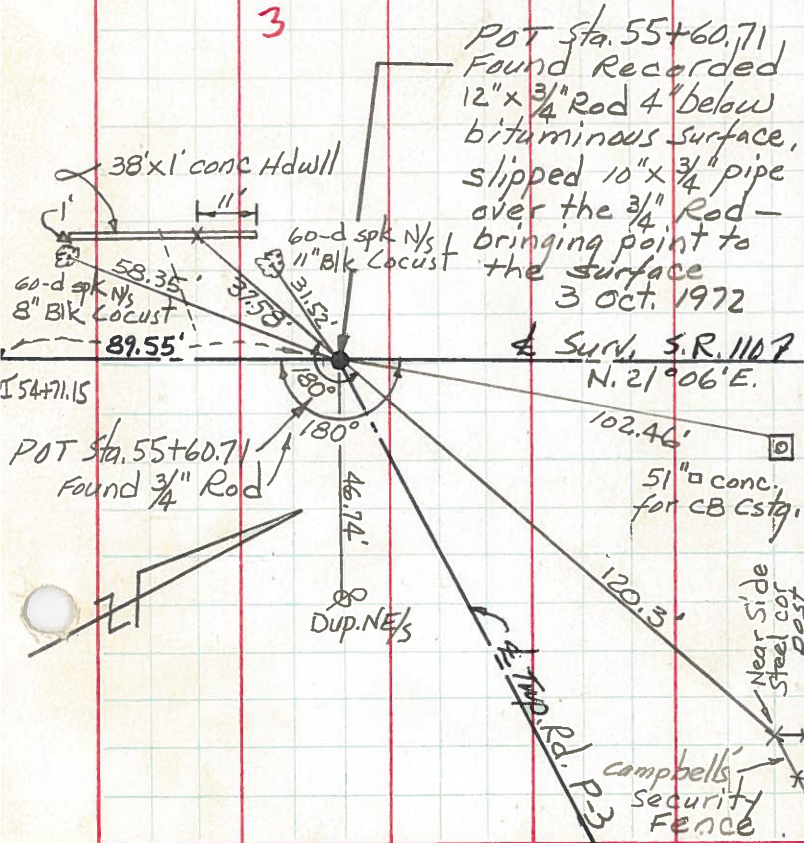 3
POT Sta. 55+60.71
Found Recorded
12" x 3/4" Rod 4" below
bituminous surface,
slipped 10" x 3/4" pipe
over the 3/4" Rod —
bringing point to
the surface
3 Oct. 1972
38'x1' conc Hdwll
11'
1'
60-d spk N/s
11" Blk Locust
60-d spk N/s
8" Blk Locust
58.35'
37.58'
31.52'
89.55'
℄ Surv. S.R. 1107
N. 21° 06' E.
I 54+71.15
180°
180°
102.46'
POT Sta. 55+60.71
Found 3/4" Rod
51" □ conc.
for CB Cstg.
46.74'
120.3'
Dup. NE/s
Near Side
Steel cor
Post
℄ Twp. Rd. P-3
Campbells'
Security
Fence